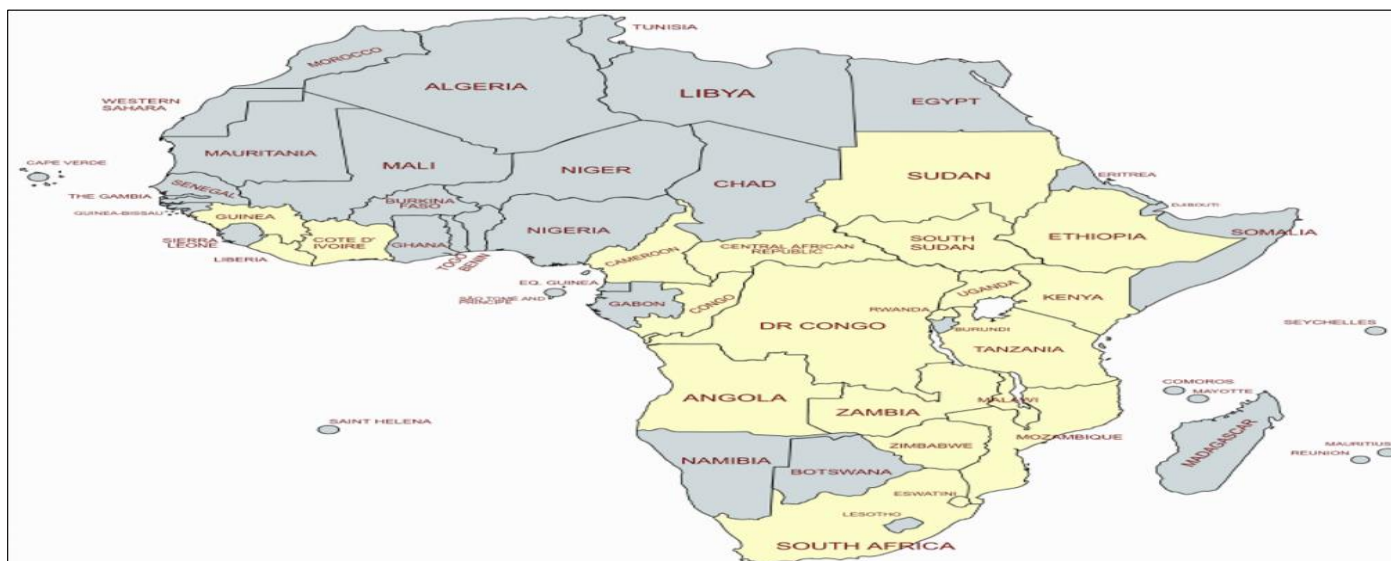 TUNISIA
MOROCCO
ALGERIA
LIBYA
EGYPT
WESTERN
SAHARA
CAPE VERDE
MAURITANIA
MALI
NIGER
CHAD
SUDAN
ERITREA
SENEGAL
THE GAMBIA
GUINEA-BISSAU
GUINEA
BURKINA
FASO
DJIBOUTI
SIERRA
LEONE
COTE D'
IVOIRE
GHANA
NIGERIA
CENTRAL AFRICAN
REPUBLIC
SOUTH
SUDAN
ETHIOPIA
SOMALIA
LIBERIA
TOGO
BENIN
CAMEROON
EQ. GUINEA
SÃO TOMÉ AND
PRINCIPE
GABON
CONGO
UGANDA
KENYA
RWANDA
DR CONGO
BURUNDI
SEYCHELLES
TANZANIA
COMOROS
MAYOTTE
ANGOLA
MALAWI
ZAMBIA
SAINT HELENA
MOZAMBIQUE
ZIMBABWE
MADAGASCAR
MAURITIUS
REUNION
NAMIBIA
BOTSWANA
ESWATINI
LESOTHO
SOUTH AFRICA